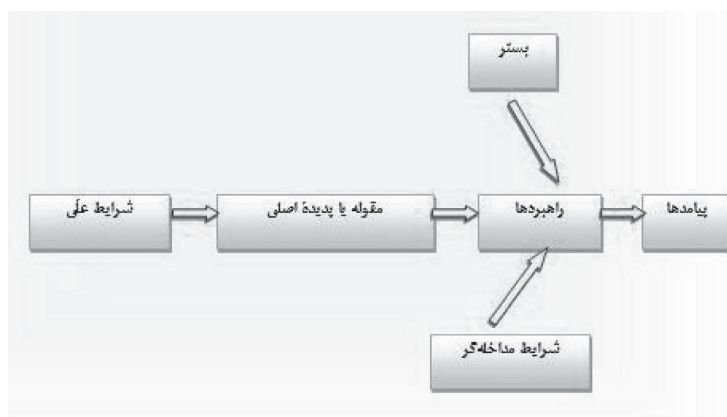 بستر
شرایط علّی
مقوله یا پدیدهٔ اصلی
راهبردها
پیامدها
شرایط مداخله‌گر